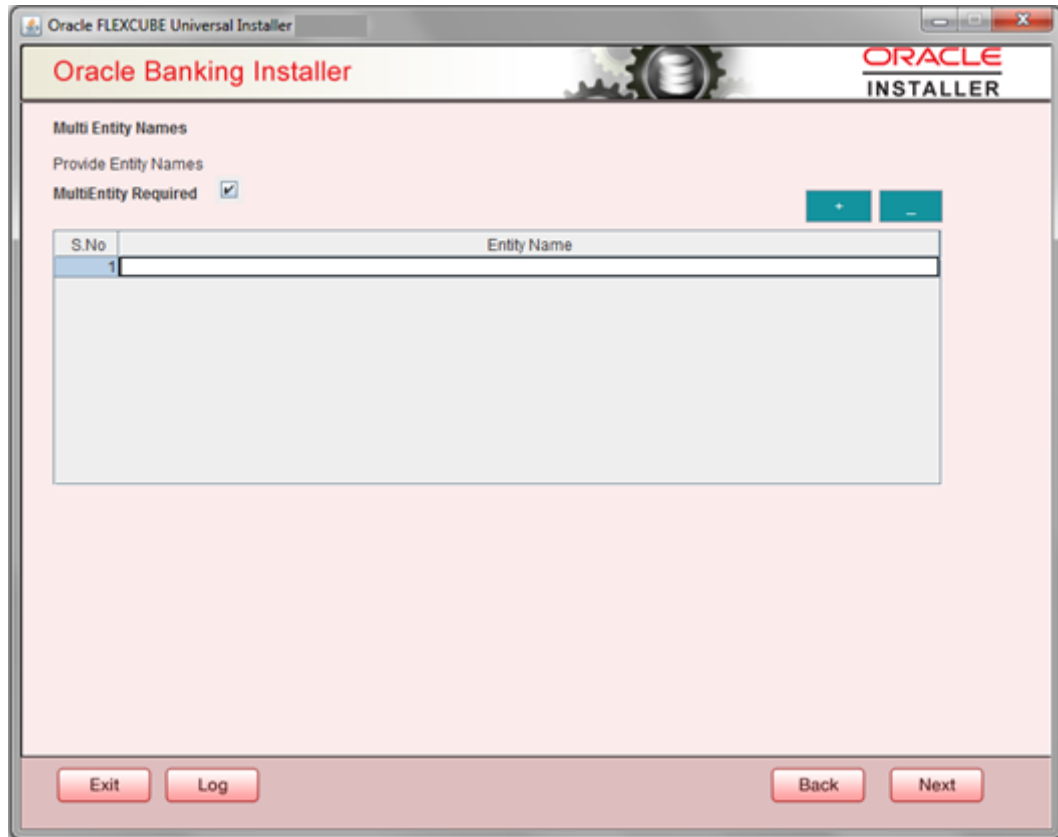 Oracle FLEXCUBE Universal Installer
Oracle Banking Installer
ORACLE
INSTALLER
Multi Entity Names
Provide Entity Names
MultiEntity Required
+ _
S.No Entity Name
1
Exit Log Back Next